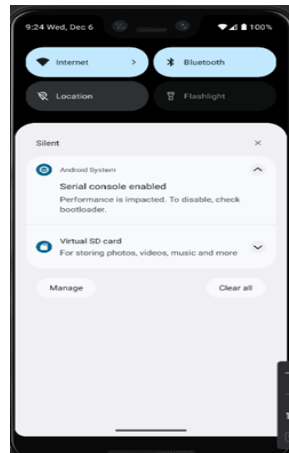 9:24 Wed, Dec 6
100%
Internet
Bluetooth
Location
Flashlight
Silent
Android System
Serial console enabled
Performance is impacted. To disable, check
bootloader.
Virtual SD card
For storing photos, videos, music and more
Manage
Clear all